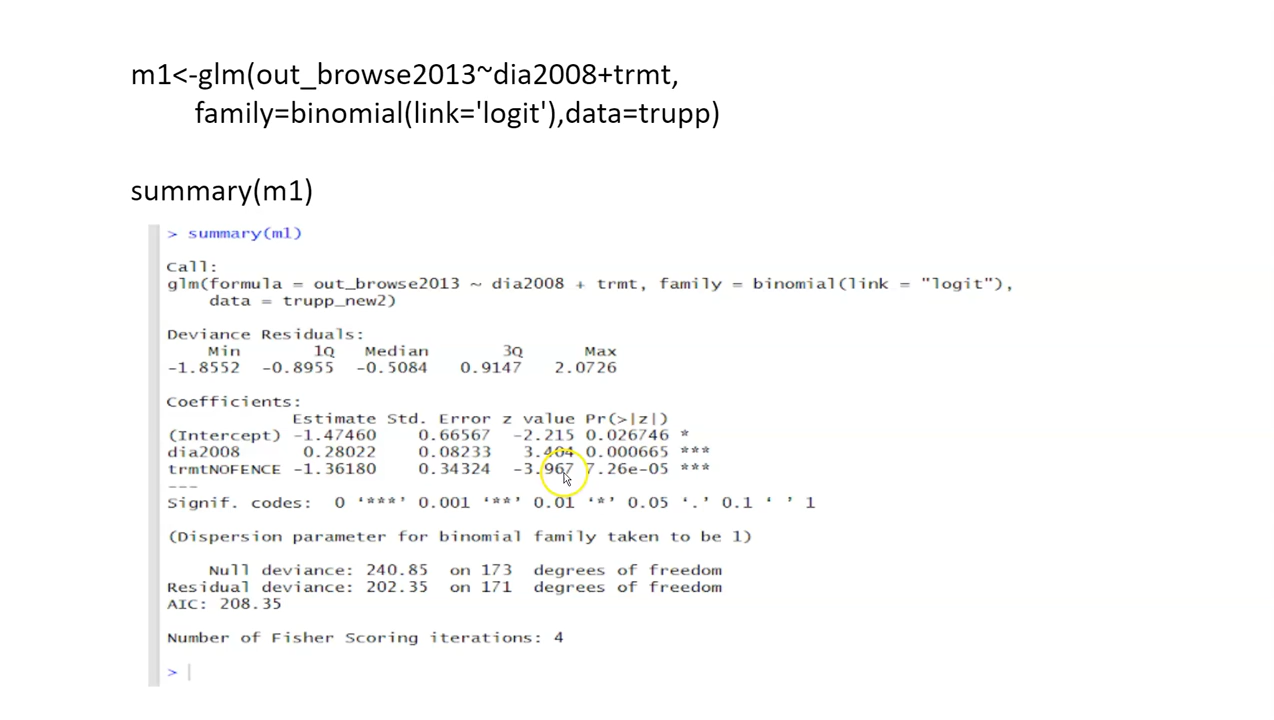 m1<-glm(out_browse2013~dia2008+trmt,
family=binomial(link='logit'),data=trupp)
summary(m1)
> summary(m1)
Call:
glm(formula = out_browse2013 ~ dia2008 + trmt, family = binomial(link = "logit"),
data = trupp_new2)
Deviance Residuals:
Min 1Q Median 3Q Max
-1.8552 -0.8955 -0.5084 0.9147 2.0726
Coefficients:
Estimate Std. Error z value Pr(>|z|)
(Intercept) -1.47460 0.66567 -2.215 0.026746 *
dia2008 0.28022 0.08233 3.404 0.000665 ***
trmtNOFENCE -1.36180 0.34324 -3.967 7.26e-05 ***
---
Signif. codes: 0 ‘***’ 0.001 ‘**’ 0.01 ‘*’ 0.05 ‘.’ 0.1 ‘ ’ 1
(Dispersion parameter for binomial family taken to be 1)
Null deviance: 240.85 on 173 degrees of freedom
Residual deviance: 202.35 on 171 degrees of freedom
AIC: 208.35
Number of Fisher Scoring iterations: 4
>